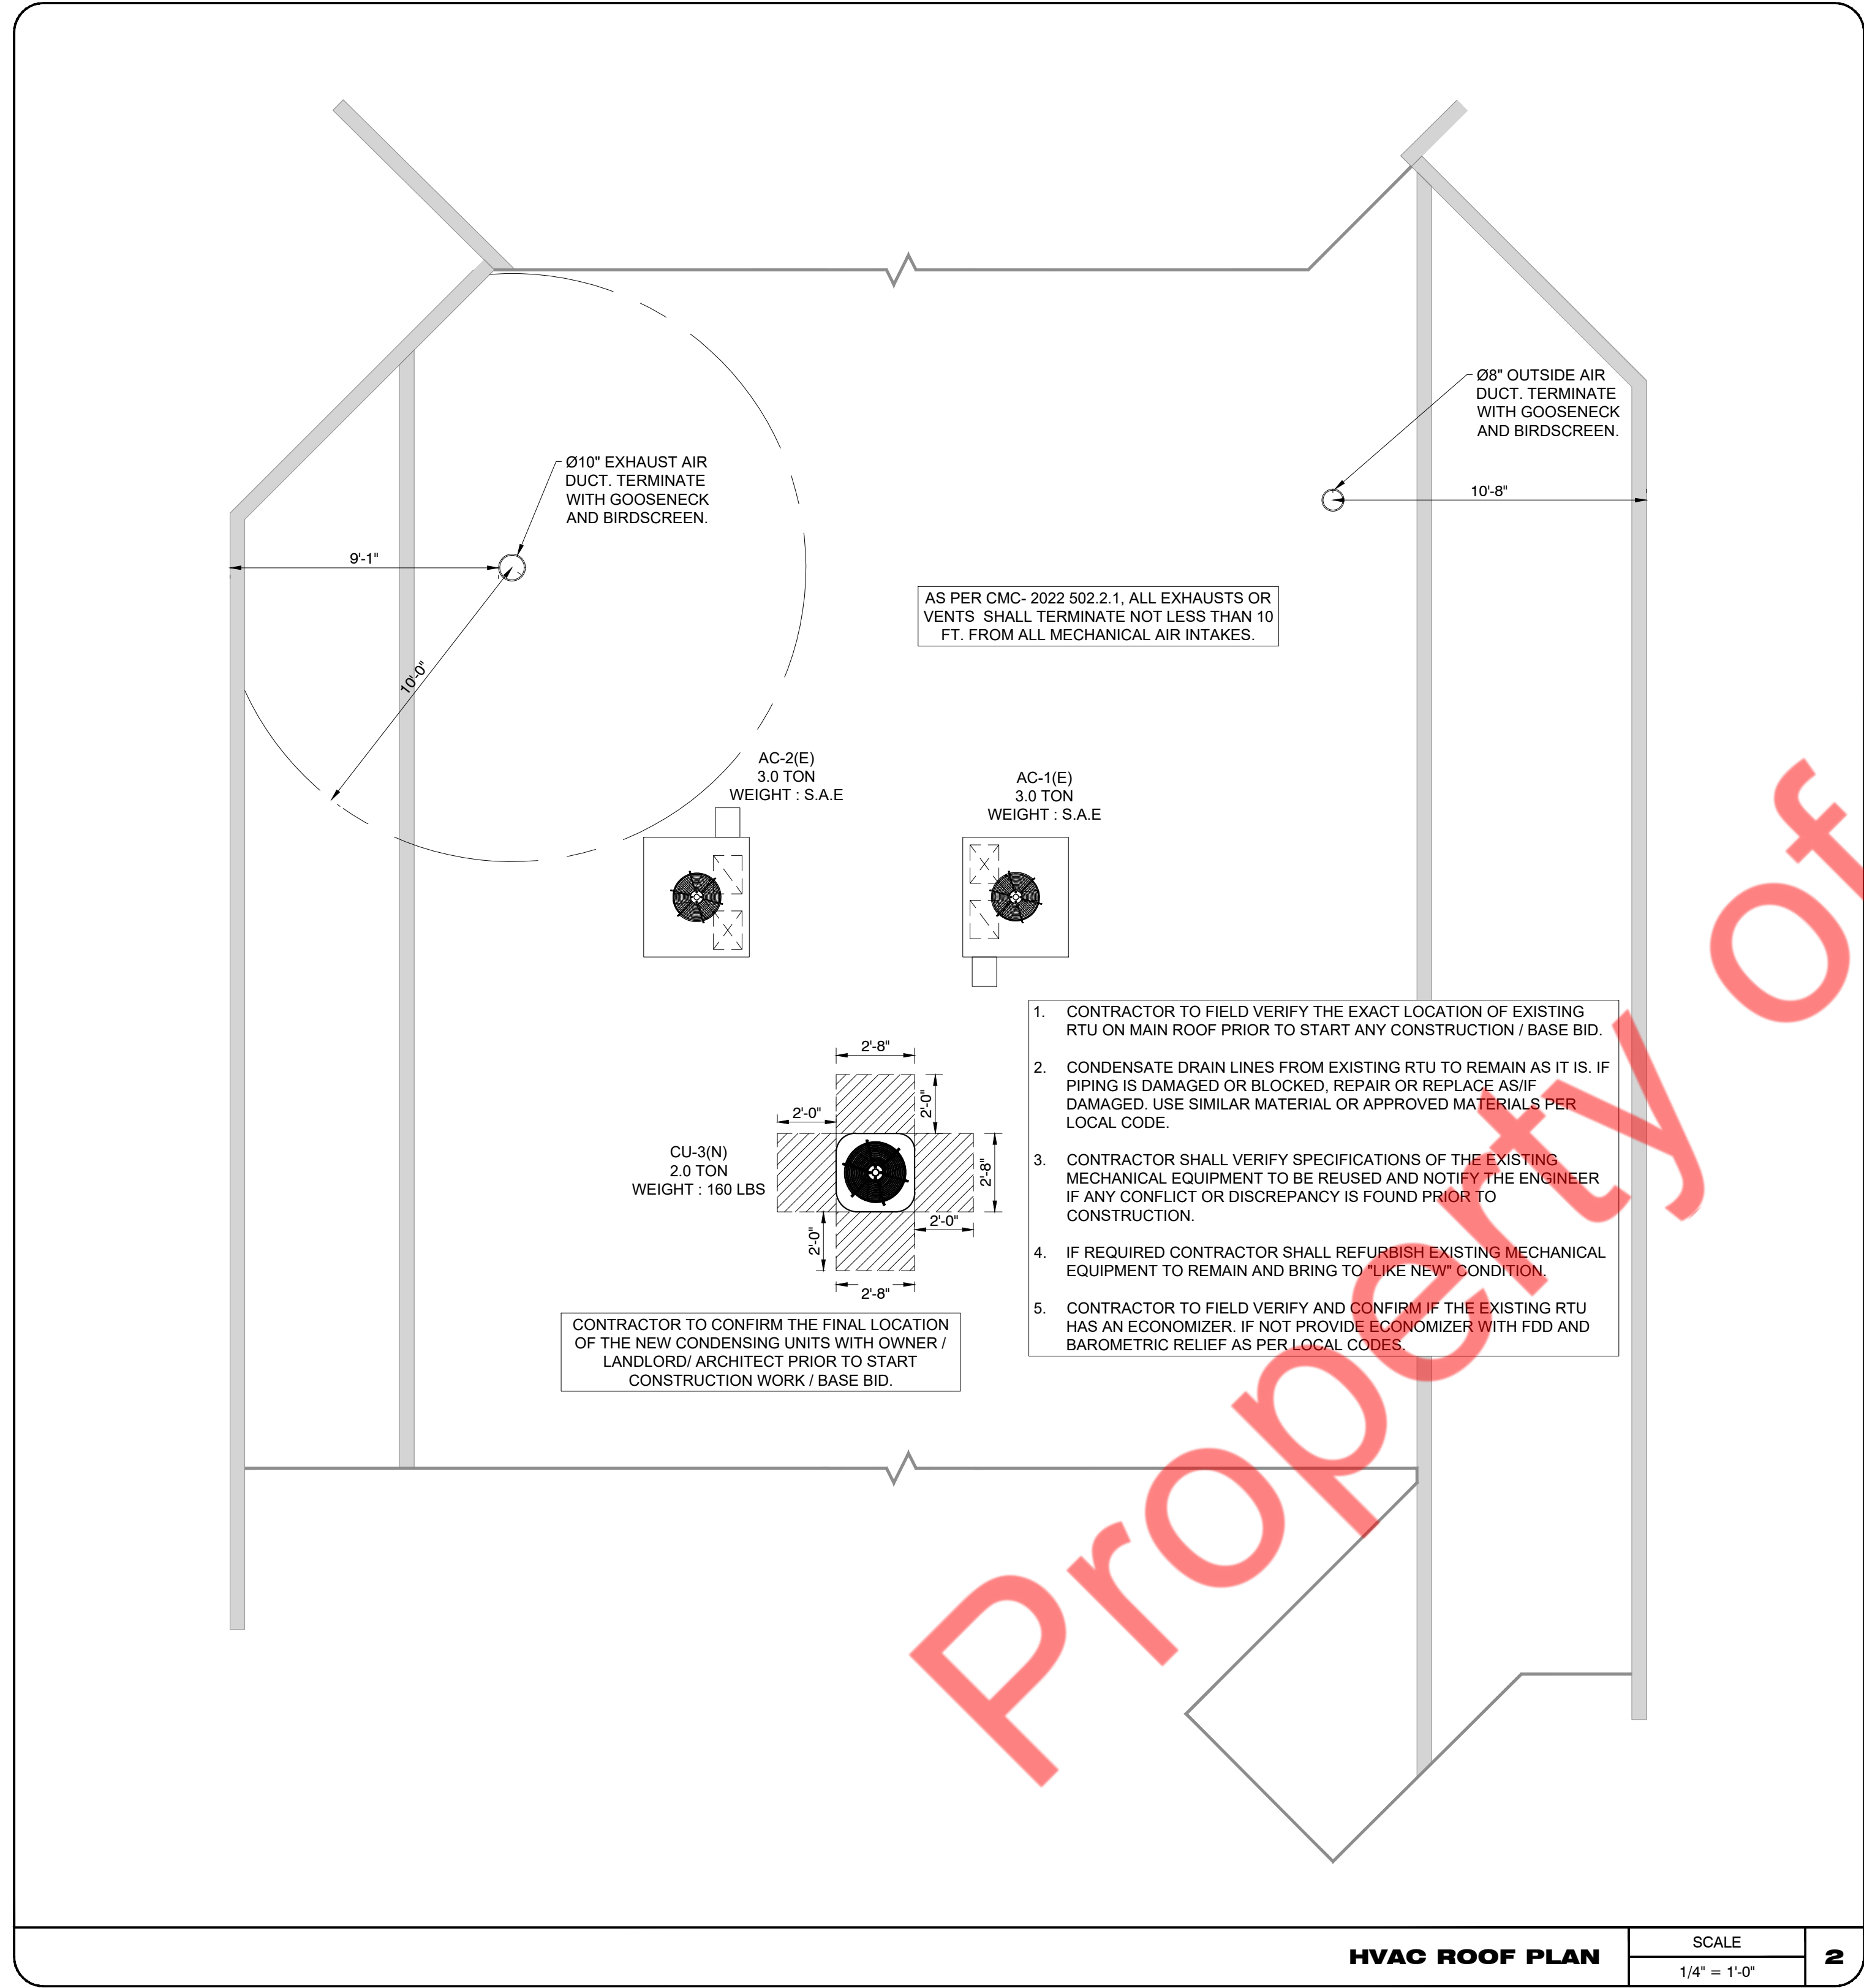 Ø8" OUTSIDE AIR
DUCT. TERMINATE
WITH GOOSENECK
AND BIRDSCREEN.
10'-8"
Ø10" EXHAUST AIR
DUCT. TERMINATE
WITH GOOSENECK
AND BIRDSCREEN.
9'-1"
10'-0"
AS PER CMC- 2022 502.2.1, ALL EXHAUSTS OR
VENTS SHALL TERMINATE NOT LESS THAN 10
FT. FROM ALL MECHANICAL AIR INTAKES.
AC-2(E)
3.0 TON
WEIGHT : S.A.E
AC-1(E)
3.0 TON
WEIGHT : S.A.E
2'-8"
2'-0"
2'-0"
CU-3(N)
2.0 TON
WEIGHT : 160 LBS
2'-8"
2'-0"
2'-0"
2'-8"
1. CONTRACTOR TO FIELD VERIFY THE EXACT LOCATION OF EXISTING
RTU ON MAIN ROOF PRIOR TO START ANY CONSTRUCTION / BASE BID.
2. CONDENSATE DRAIN LINES FROM EXISTING RTU TO REMAIN AS IT IS. IF
PIPING IS DAMAGED OR BLOCKED, REPAIR OR REPLACE AS/IF
DAMAGED. USE SIMILAR MATERIAL OR APPROVED MATERIALS PER
LOCAL CODE.
3. CONTRACTOR SHALL VERIFY SPECIFICATIONS OF THE EXISTING
MECHANICAL EQUIPMENT TO BE REUSED AND NOTIFY THE ENGINEER
IF ANY CONFLICT OR DISCREPANCY IS FOUND PRIOR TO
CONSTRUCTION.
4. IF REQUIRED CONTRACTOR SHALL REFURBISH EXISTING MECHANICAL
EQUIPMENT TO REMAIN AND BRING TO "LIKE NEW" CONDITION.
5. CONTRACTOR TO FIELD VERIFY AND CONFIRM IF THE EXISTING RTU
HAS AN ECONOMIZER. IF NOT PROVIDE ECONOMIZER WITH FDD AND
BAROMETRIC RELIEF AS PER LOCAL CODES.
CONTRACTOR TO CONFIRM THE FINAL LOCATION
OF THE NEW CONDENSING UNITS WITH OWNER /
LANDLORD/ ARCHITECT PRIOR TO START
CONSTRUCTION WORK / BASE BID.
Property of
HVAC ROOF PLAN
SCALE
1/4" = 1'-0"
2